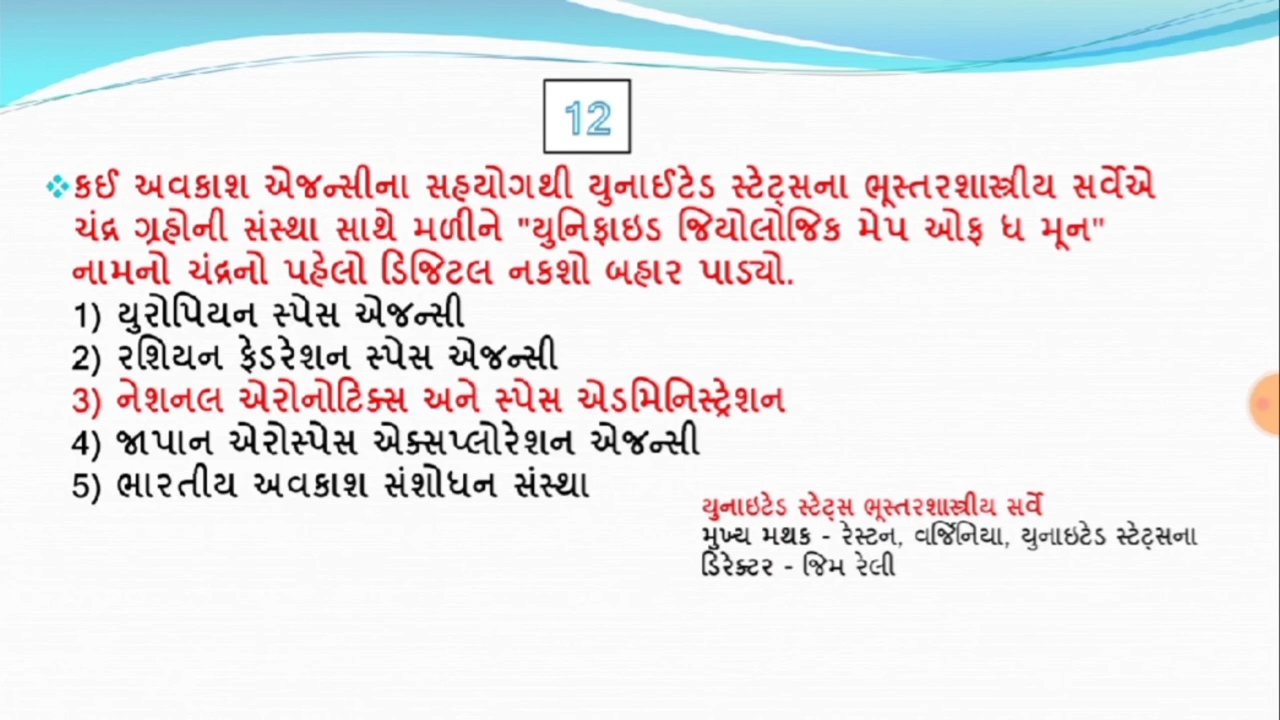 12
કઈ અવકાશ એજન્સીના સહયોગથી યુનાઈટેડ સ્ટેટ્સના ભૂસ્તરશાસ્ત્રીય સર્વેએ
ચંદ્ર ગ્રહોની સંસ્થા સાથે મળીને "યુનિફાઇડ જિયોલોજિક મેપ ઓફ ધ મૂન"
નામનો ચંદ્રનો પહેલો ડિજિટલ નકશો બહાર પાડ્યો.
1) યુરોપિયન સ્પેસ એજન્સી
2) રશિયન ફેડરેશન સ્પેસ એજન્સી
3) નેશનલ એરોનોટિક્સ અને સ્પેસ એડમિનિસ્ટ્રેશન
4) જાપાન એરોસ્પેસ એક્સપ્લોરેશન એજન્સી
5) ભારતીય અવકાશ સંશોધન સંસ્થા
યુનાઇટેડ સ્ટેટ્સ ભૂસ્તરશાસ્ત્રીય સર્વે
મુખ્ય મથક - રેસ્ટન, વર્જિનિયા, યુનાઇટેડ સ્ટેટ્સના
ડિરેક્ટર - જિમ રેલી